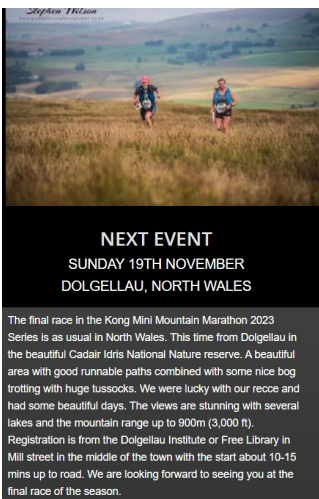 Stephen Wilson
NEXT EVENT
SUNDAY 19TH NOVEMBER
DOLGELLAU, NORTH WALES
The final race in the Kong Mini Mountain Marathon 2023
Series is as usual in North Wales. This time from Dolgellau in
the beautiful Cadair Idris National Nature reserve. A beautiful
area with good runnable paths combined with some nice bog
trotting with huge tussocks. We were lucky with our recce and
had some beautiful days. The views are stunning with several
lakes and the mountain range up to 900m (3,000 ft).
Registration is from the Dolgellau Institute or Free Library in
Mill street in the middle of the town with the start about 10-15
mins up to road. We are looking forward to seeing you at the
final race of the season.